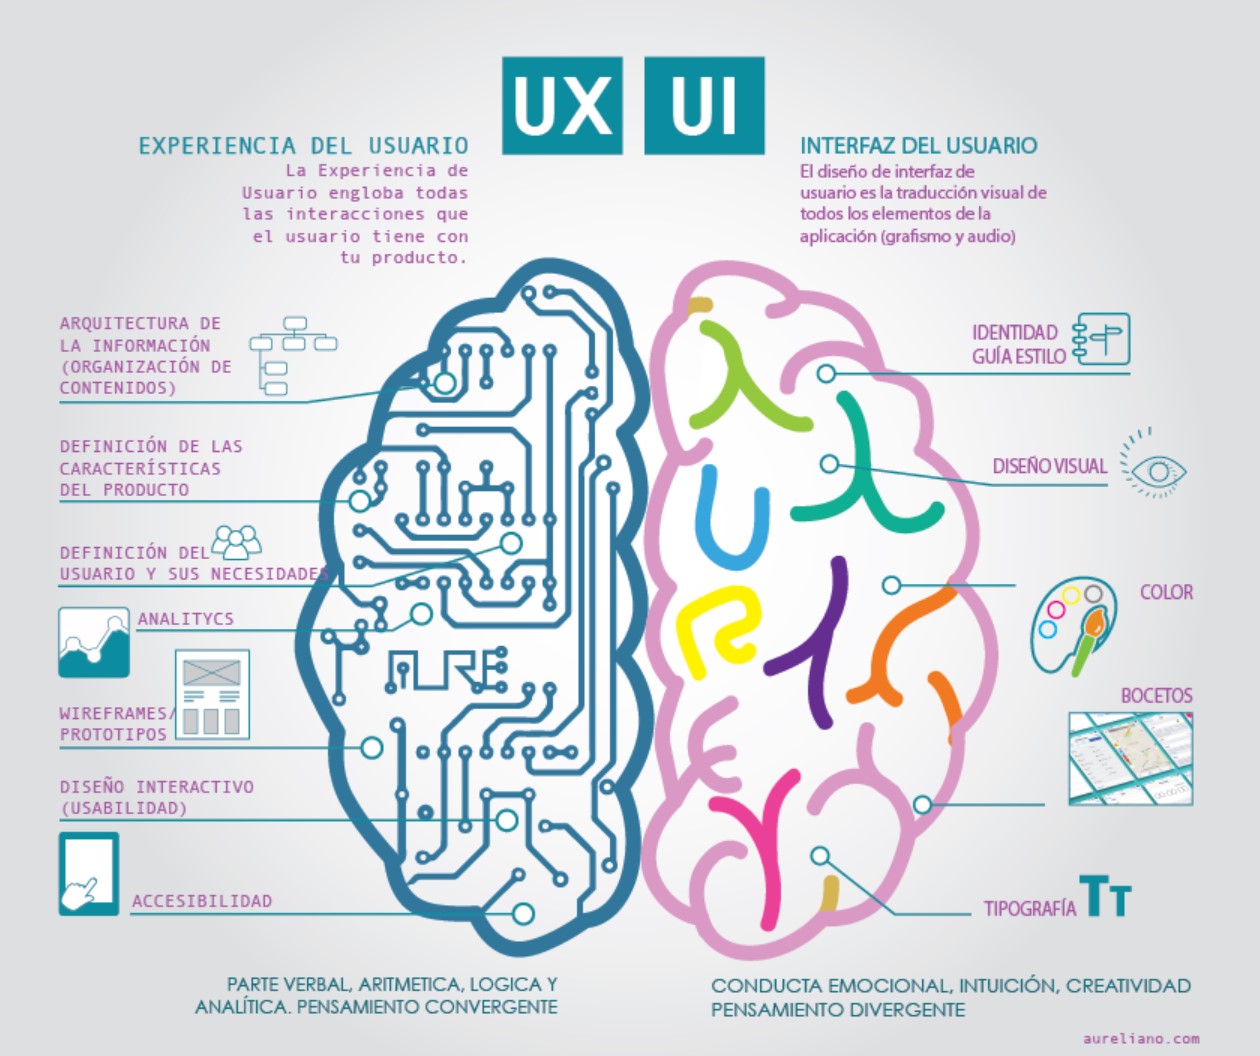 UX UI
EXPERIENCIA DEL USUARIO
La Experiencia de
Usuario engloba todas
las interacciones que
el usuario tiene con
tu producto.
INTERFAZ DEL USUARIO
El diseño de interfaz de
usuario es la traducción visual de
todos los elementos de la
aplicación (grafismo y audio)
ARQUITECTURA DE
LA INFORMACIÓN
(ORGANIZACIÓN DE
CONTENIDOS)
DEFINICIÓN DE LAS
CARACTERÍSTICAS
DEL PRODUCTO
DEFINICIÓN DEL
USUARIO Y SUS NECESIDADES
ANALITYCS
WIREFRAMES/
PROTOTIPOS
DISEÑO INTERACTIVO
(USABILIDAD)
ACCESIBILIDAD
AURE
IDENTIDAD
GUÍA ESTILO
DISEÑO VISUAL
COLOR
BOCETOS
TIPOGRAFÍA TT
PARTE VERBAL, ARITMETICA, LOGICA Y
ANALÍTICA. PENSAMIENTO CONVERGENTE
CONDUCTA EMOCIONAL, INTUICIÓN, CREATIVIDAD
PENSAMIENTO DIVERGENTE
aureliano.com